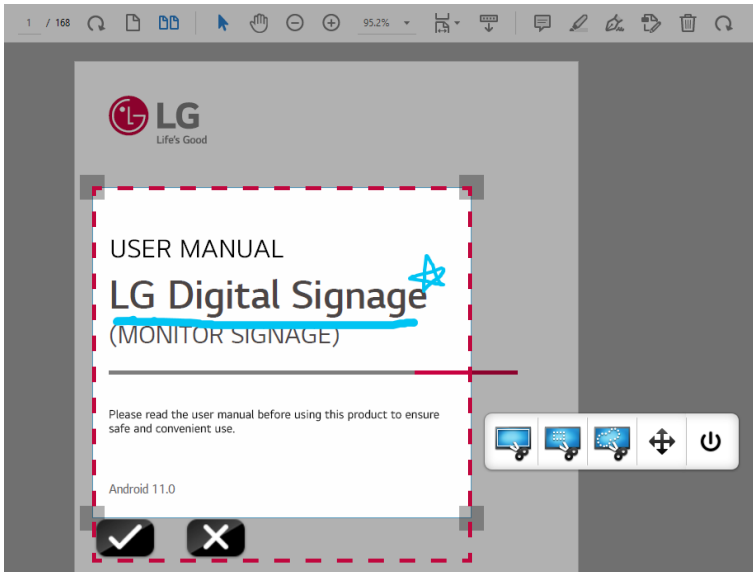 1 / 168
95.2%
LG
Life's Good
USER MANUAL
LG Digital Signage
(MONITOR SIGNAGE)
Please read the user manual before using this product to ensure
safe and convenient use.
Android 11.0